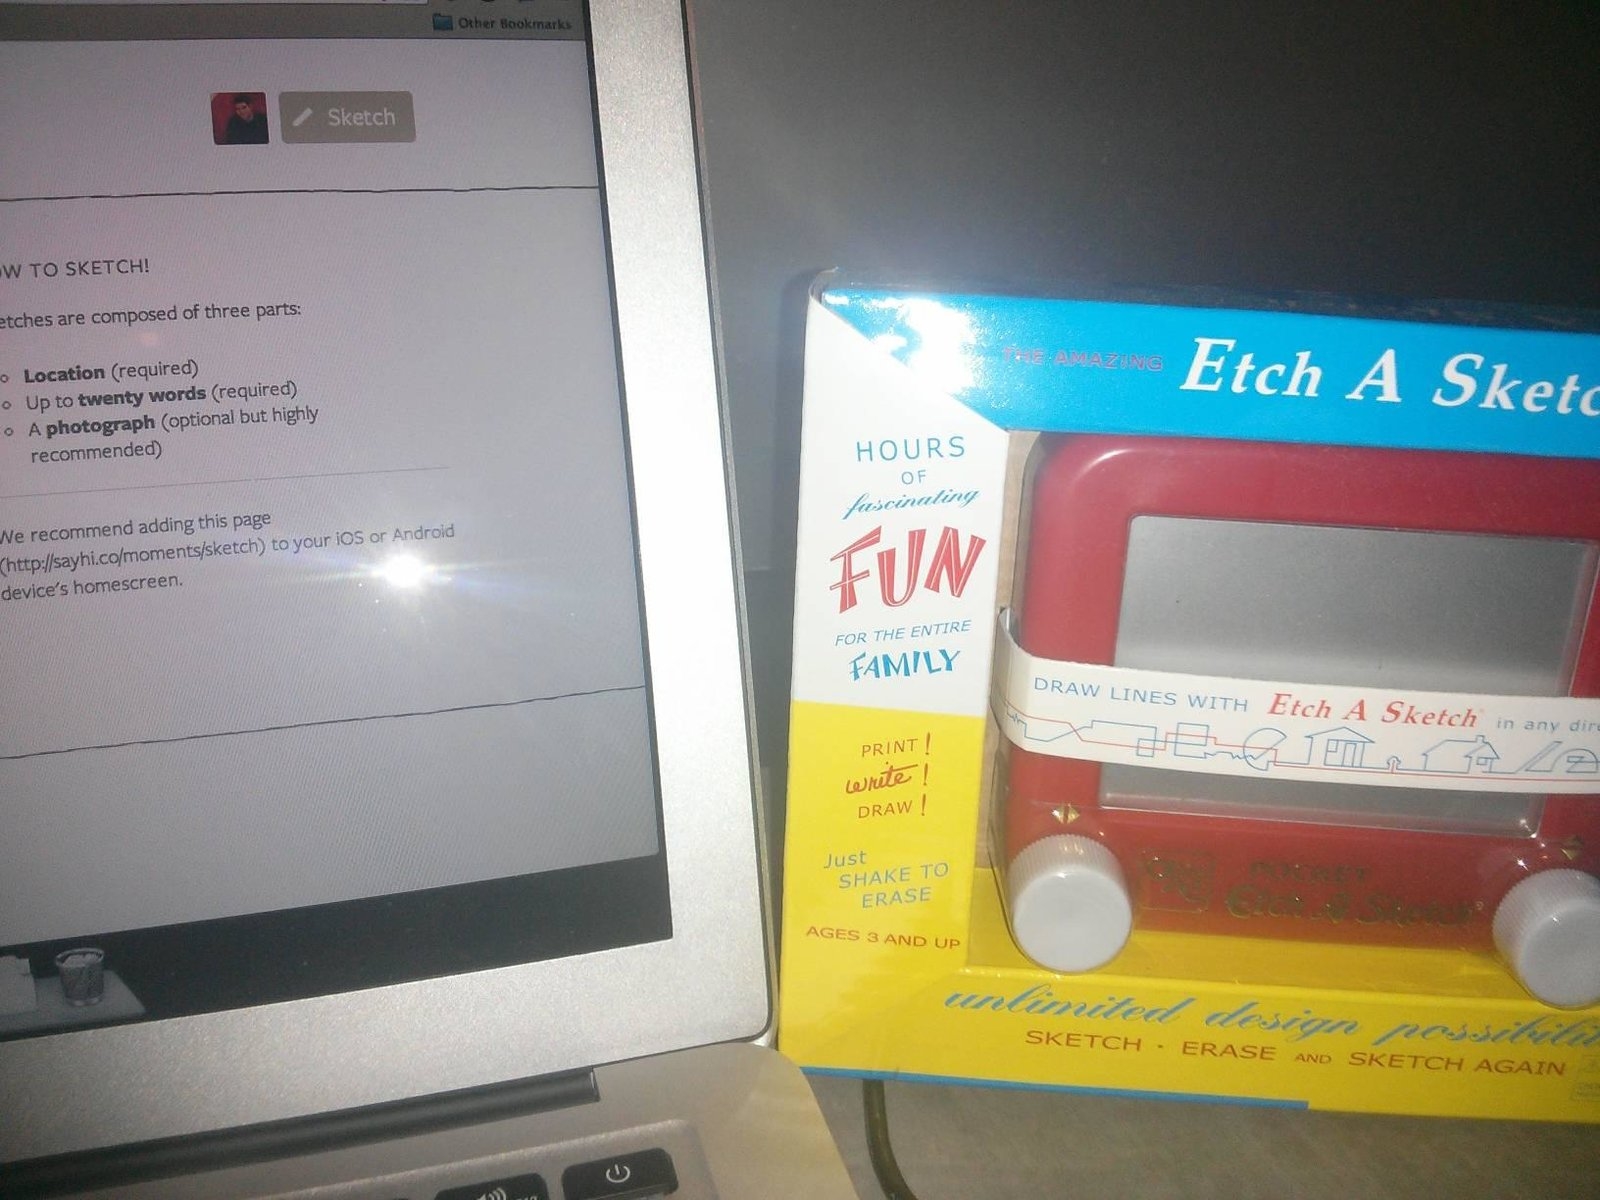 Other Bookmarks
Sketch
OW TO SKETCH!
etches are composed of three parts:
Location (required)
Up to twenty words (required)
A photograph (optional but highly
recommended)
We recommend adding this page
(http://sayhi.co/moments/sketch) to your iOS or Android
device's homescreen.
THE AMAZING Etch A Sketc
HOURS
OF
fascinating
FUN
FOR THE ENTIRE
FAMILY
PRINT!
write!
DRAW!
Just
SHAKE TO
ERASE
AGES 3 AND UP
DRAW LINES WITH Etch A Sketch in any dire
POCKET
Etch A Sketch®
unlimited design possibiliti
SKETCH · ERASE AND SKETCH AGAIN